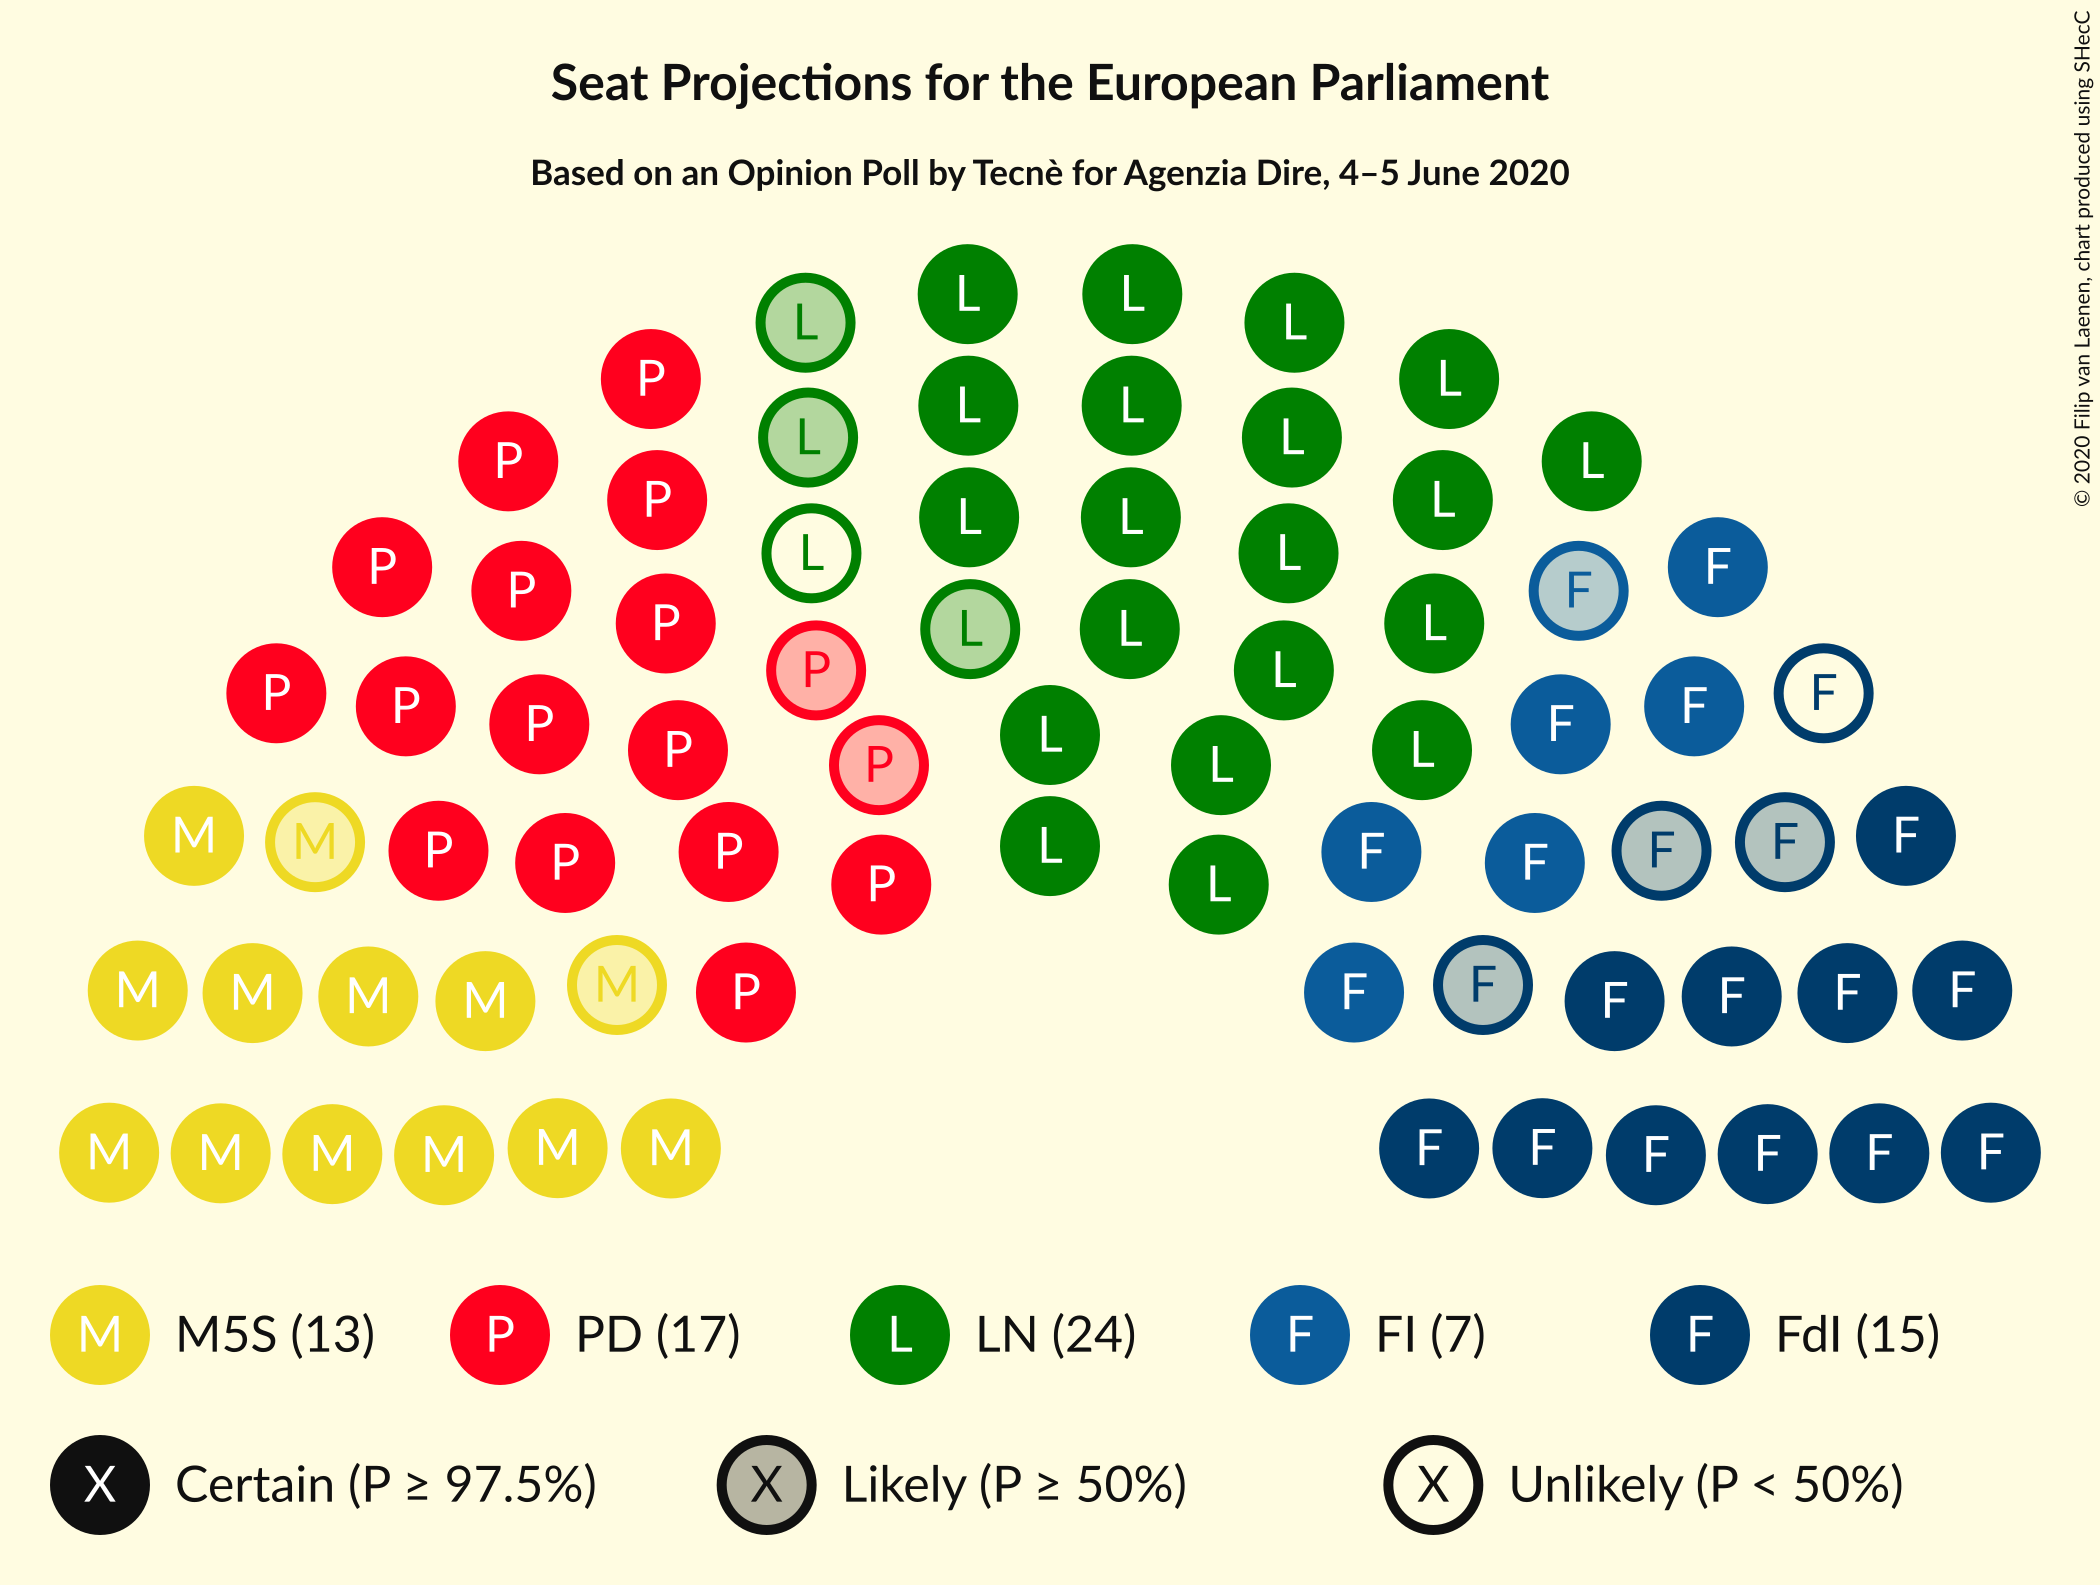 Seat Projections for the European Parliament
Based on an Opinion Poll by Tecnè for Agenzia Dire, 4–5 June 2020
© 2020 Filip van Laenen, chart produced using SHecC
L L L L
P L L
P L L L L L
P P L L
P L L L L F F
P P P L L L
P P P P L L L F F F
P P L L L
M M P P P P L L F F F F F
M M M M M P F F F F F F
M M M M M M F F F F F F
M M5S (13) P PD (17) L LN (24) F FI (7) F FdI (15)
X Certain (P ≥ 97.5%) X Likely (P ≥ 50%) X Unlikely (P < 50%)